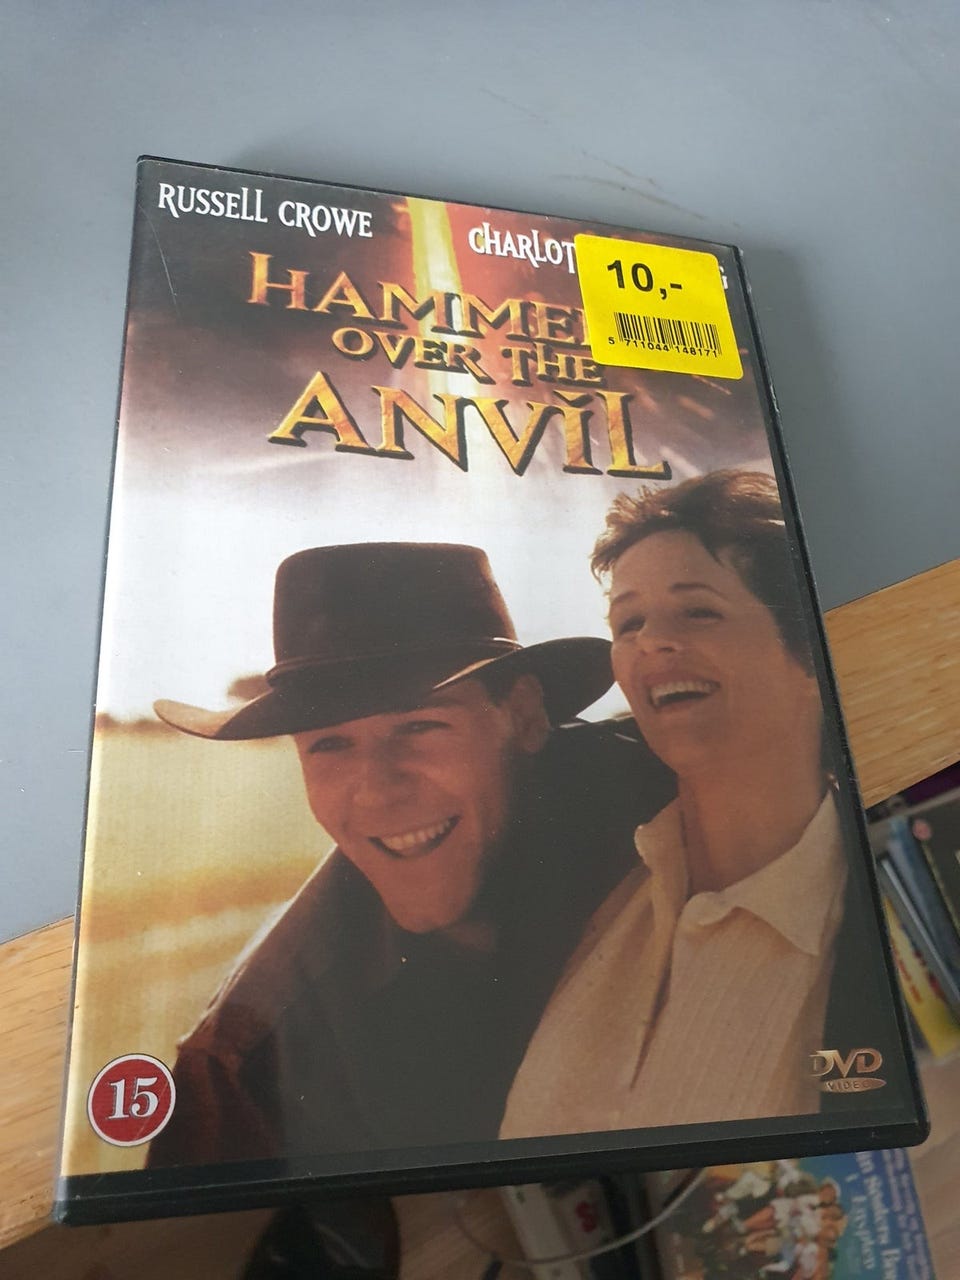 RUSSELL CROWE
CHARLOT
G
10,-
5 711044 148171
HAMME
OVER THE
ANVIL
15
DVD
VIDEO